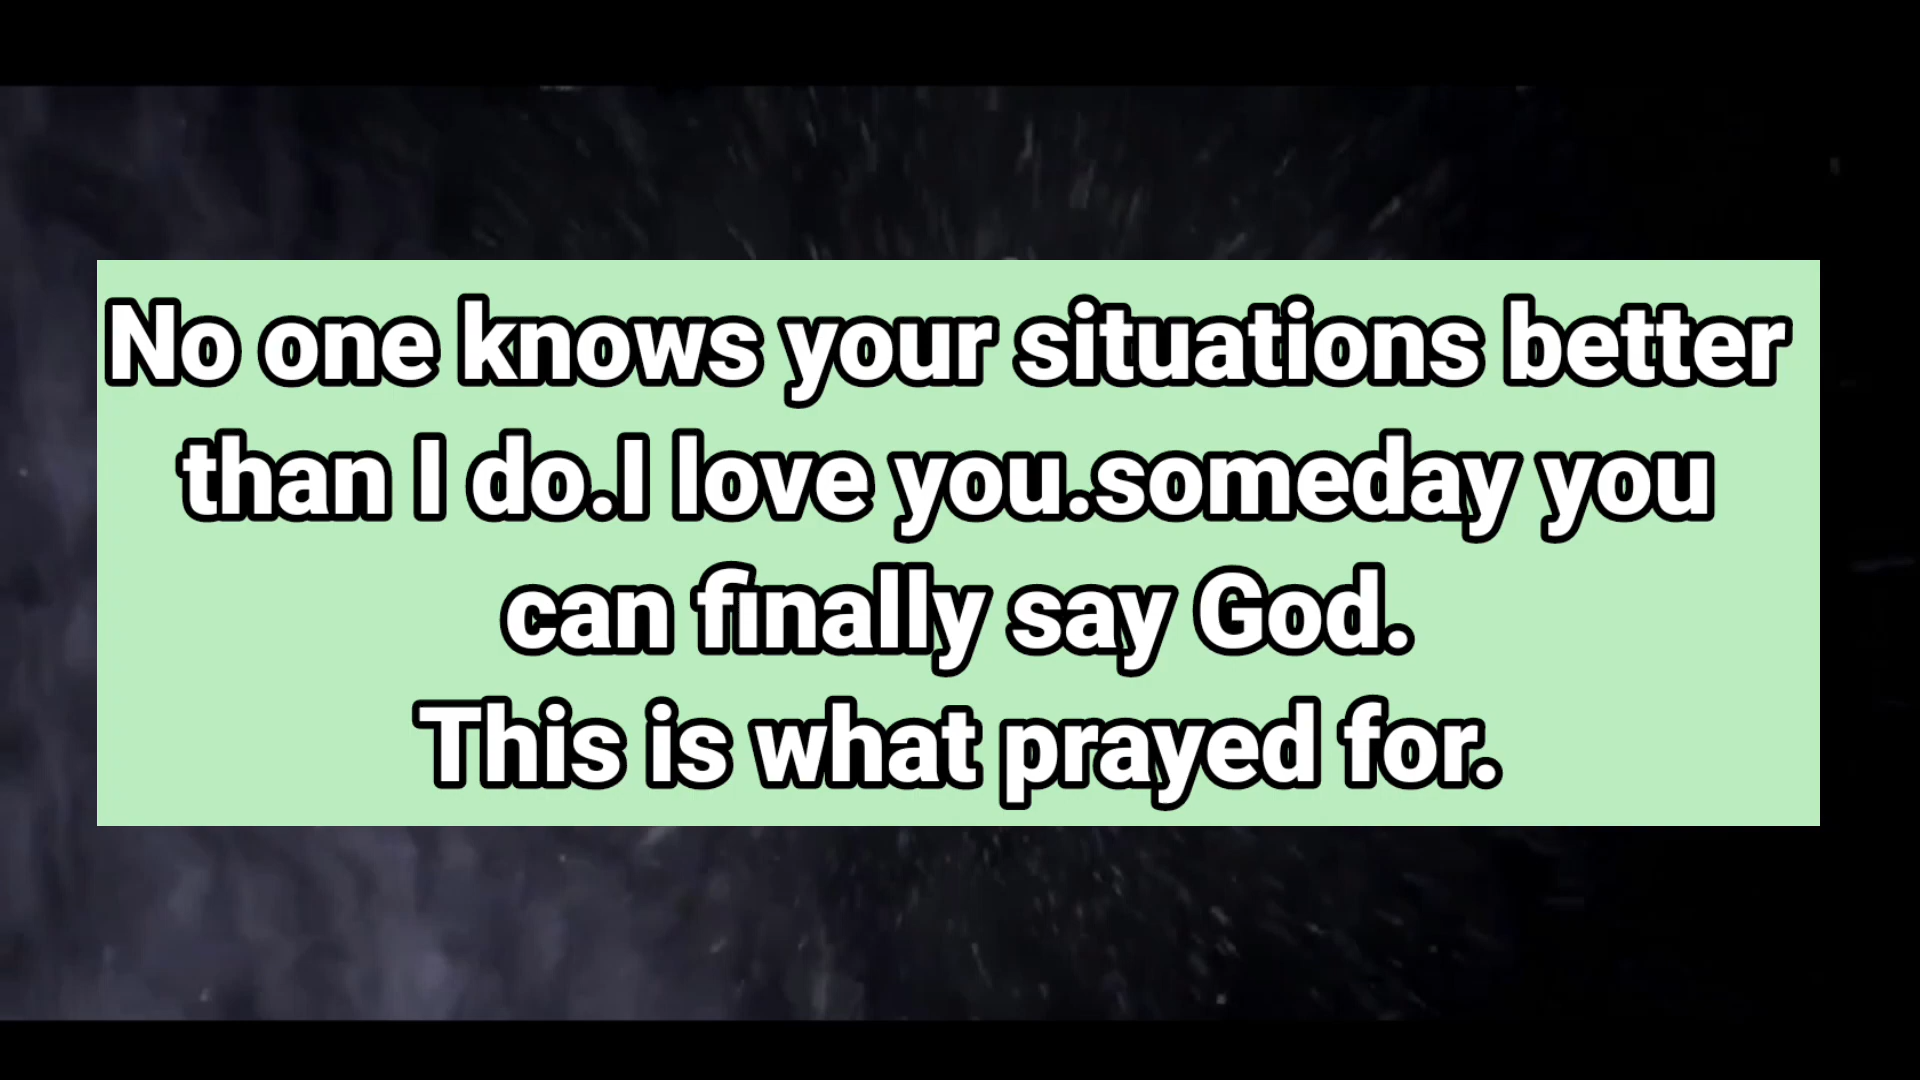 No one knows your situations better
than I do.I love you.someday you
can finally say God.
This is what prayed for.